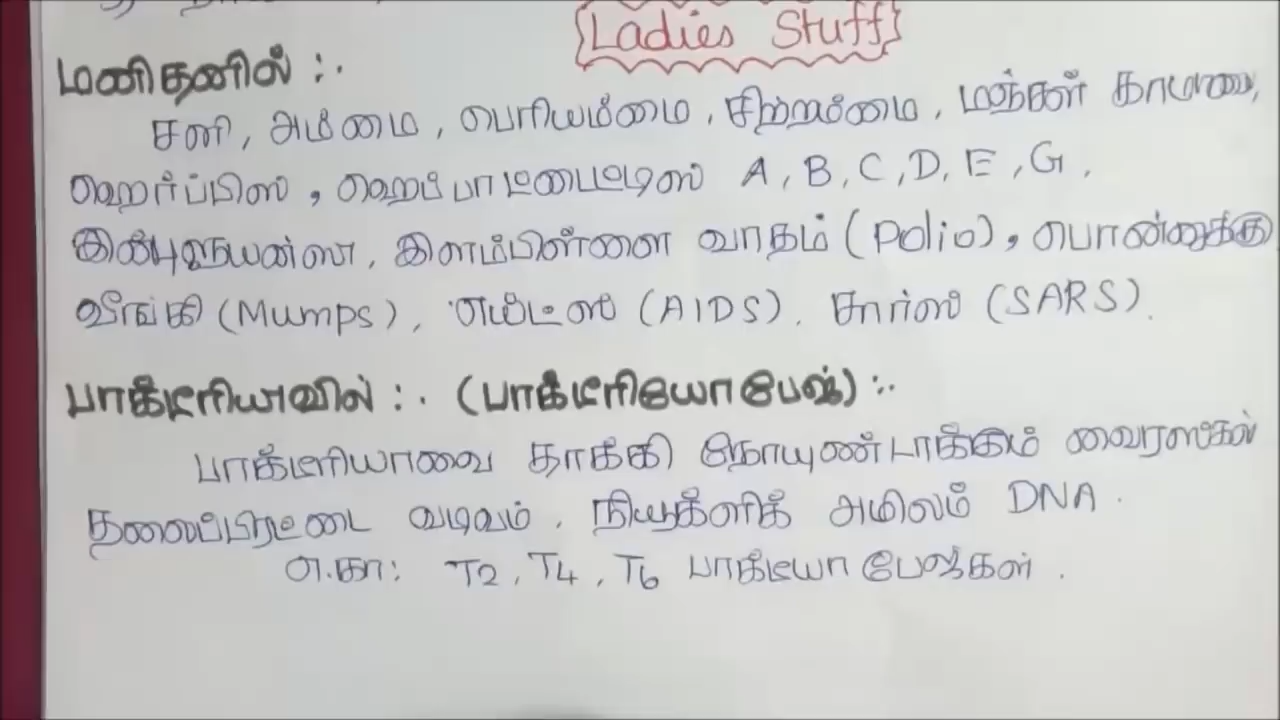 Ladies Stuff
மனிதனில் :.
சளி, அம்மை, பெரியம்மை, சிற்றம்மை, மஞ்சள் காமாலை,
ஹெர்ப்பிஸ், ஹெப்பாட்டைட்டிஸ் A, B, C, D, E, G,
இன்புளுயன்ஸா, இளம்பிள்ளை வாதம் (Polio), பொன்னுக்கு
வீங்கி (Mumps), எய்ட்ஸ் (AIDS). சார்ஸ் (SARS).
பாக்டீரியாவில் :. (பாக்டீரியோபேஜ்) :.
பாக்டீரியாவை தாக்கி நோயுண்டாக்கும் வைரஸ்கள்
தலைப்பிரட்டை வடிவம். நியூக்ளிக் அமிலம் DNA.
எ.கா: T2, T4, T6 பாக்டீயோ பேஜ்கள்.